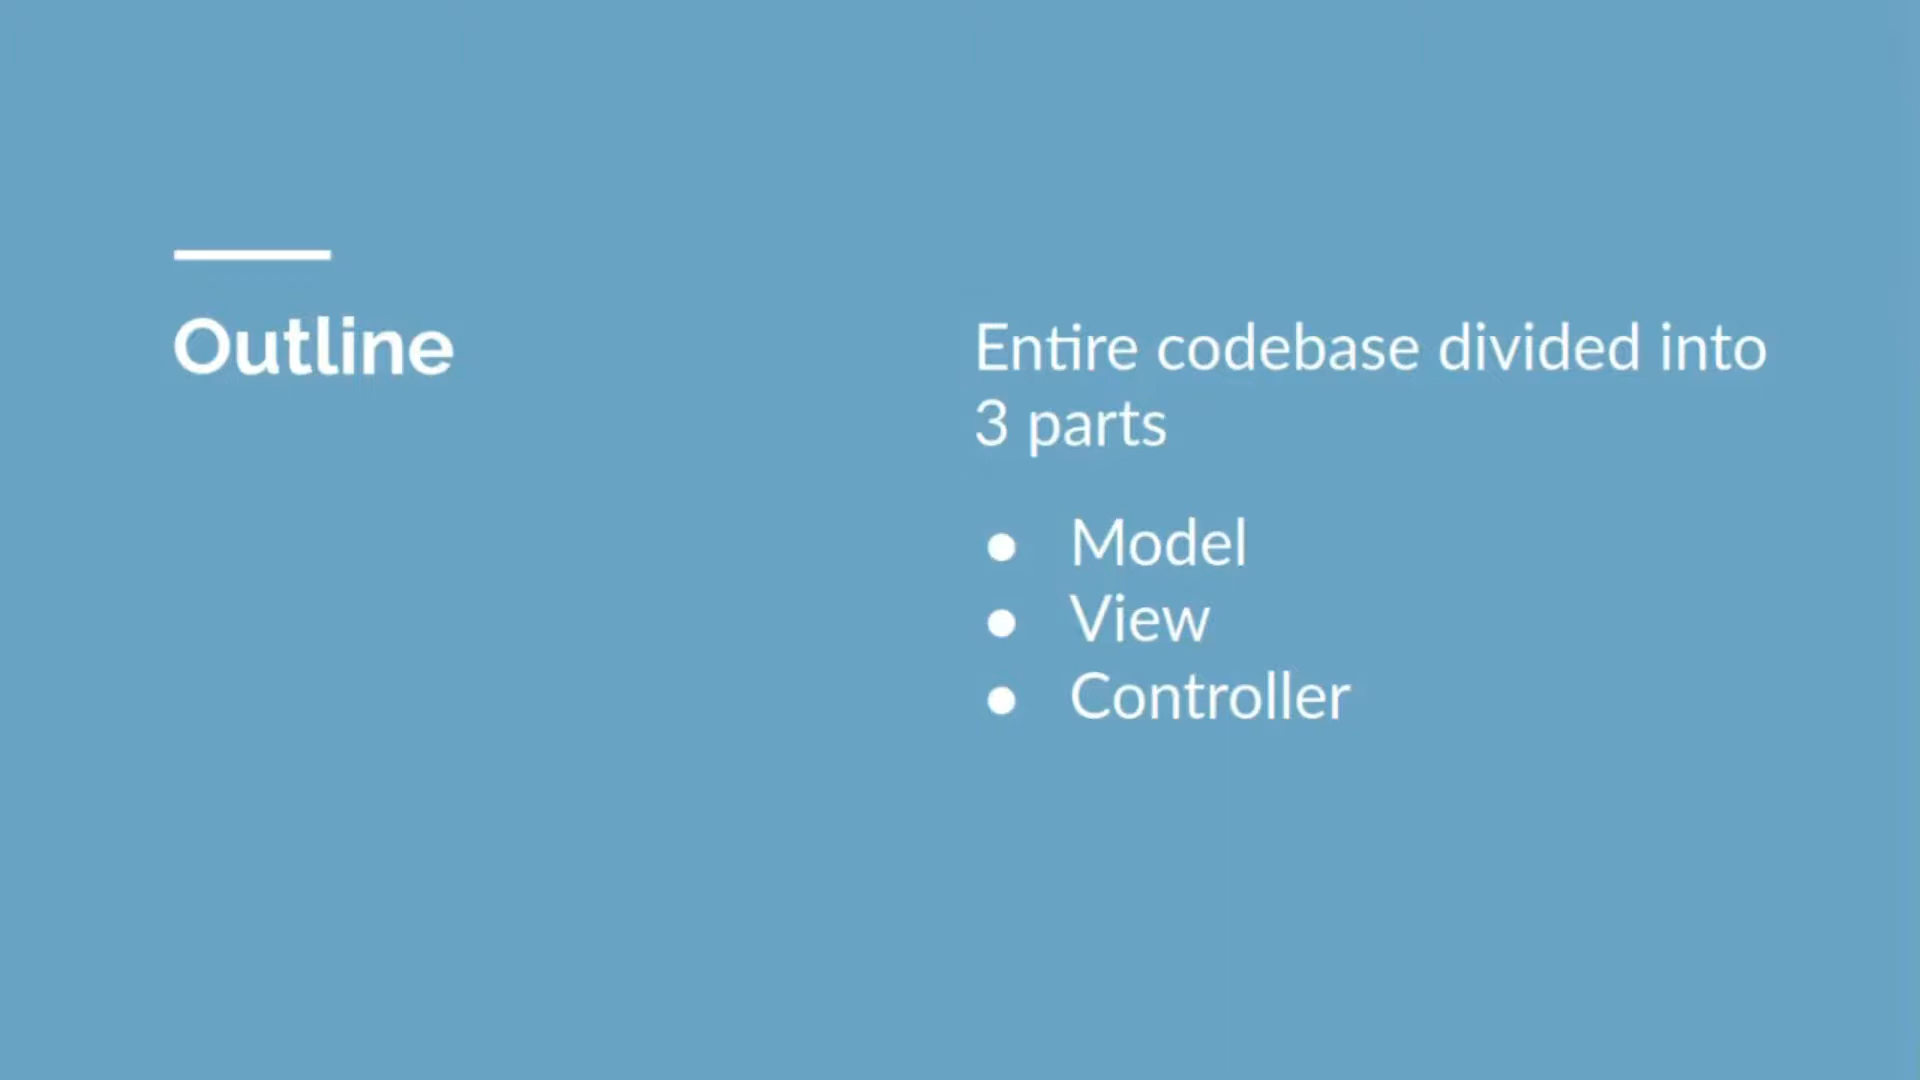 Outline
Entire codebase divided into
3 parts
● Model
● View
● Controller